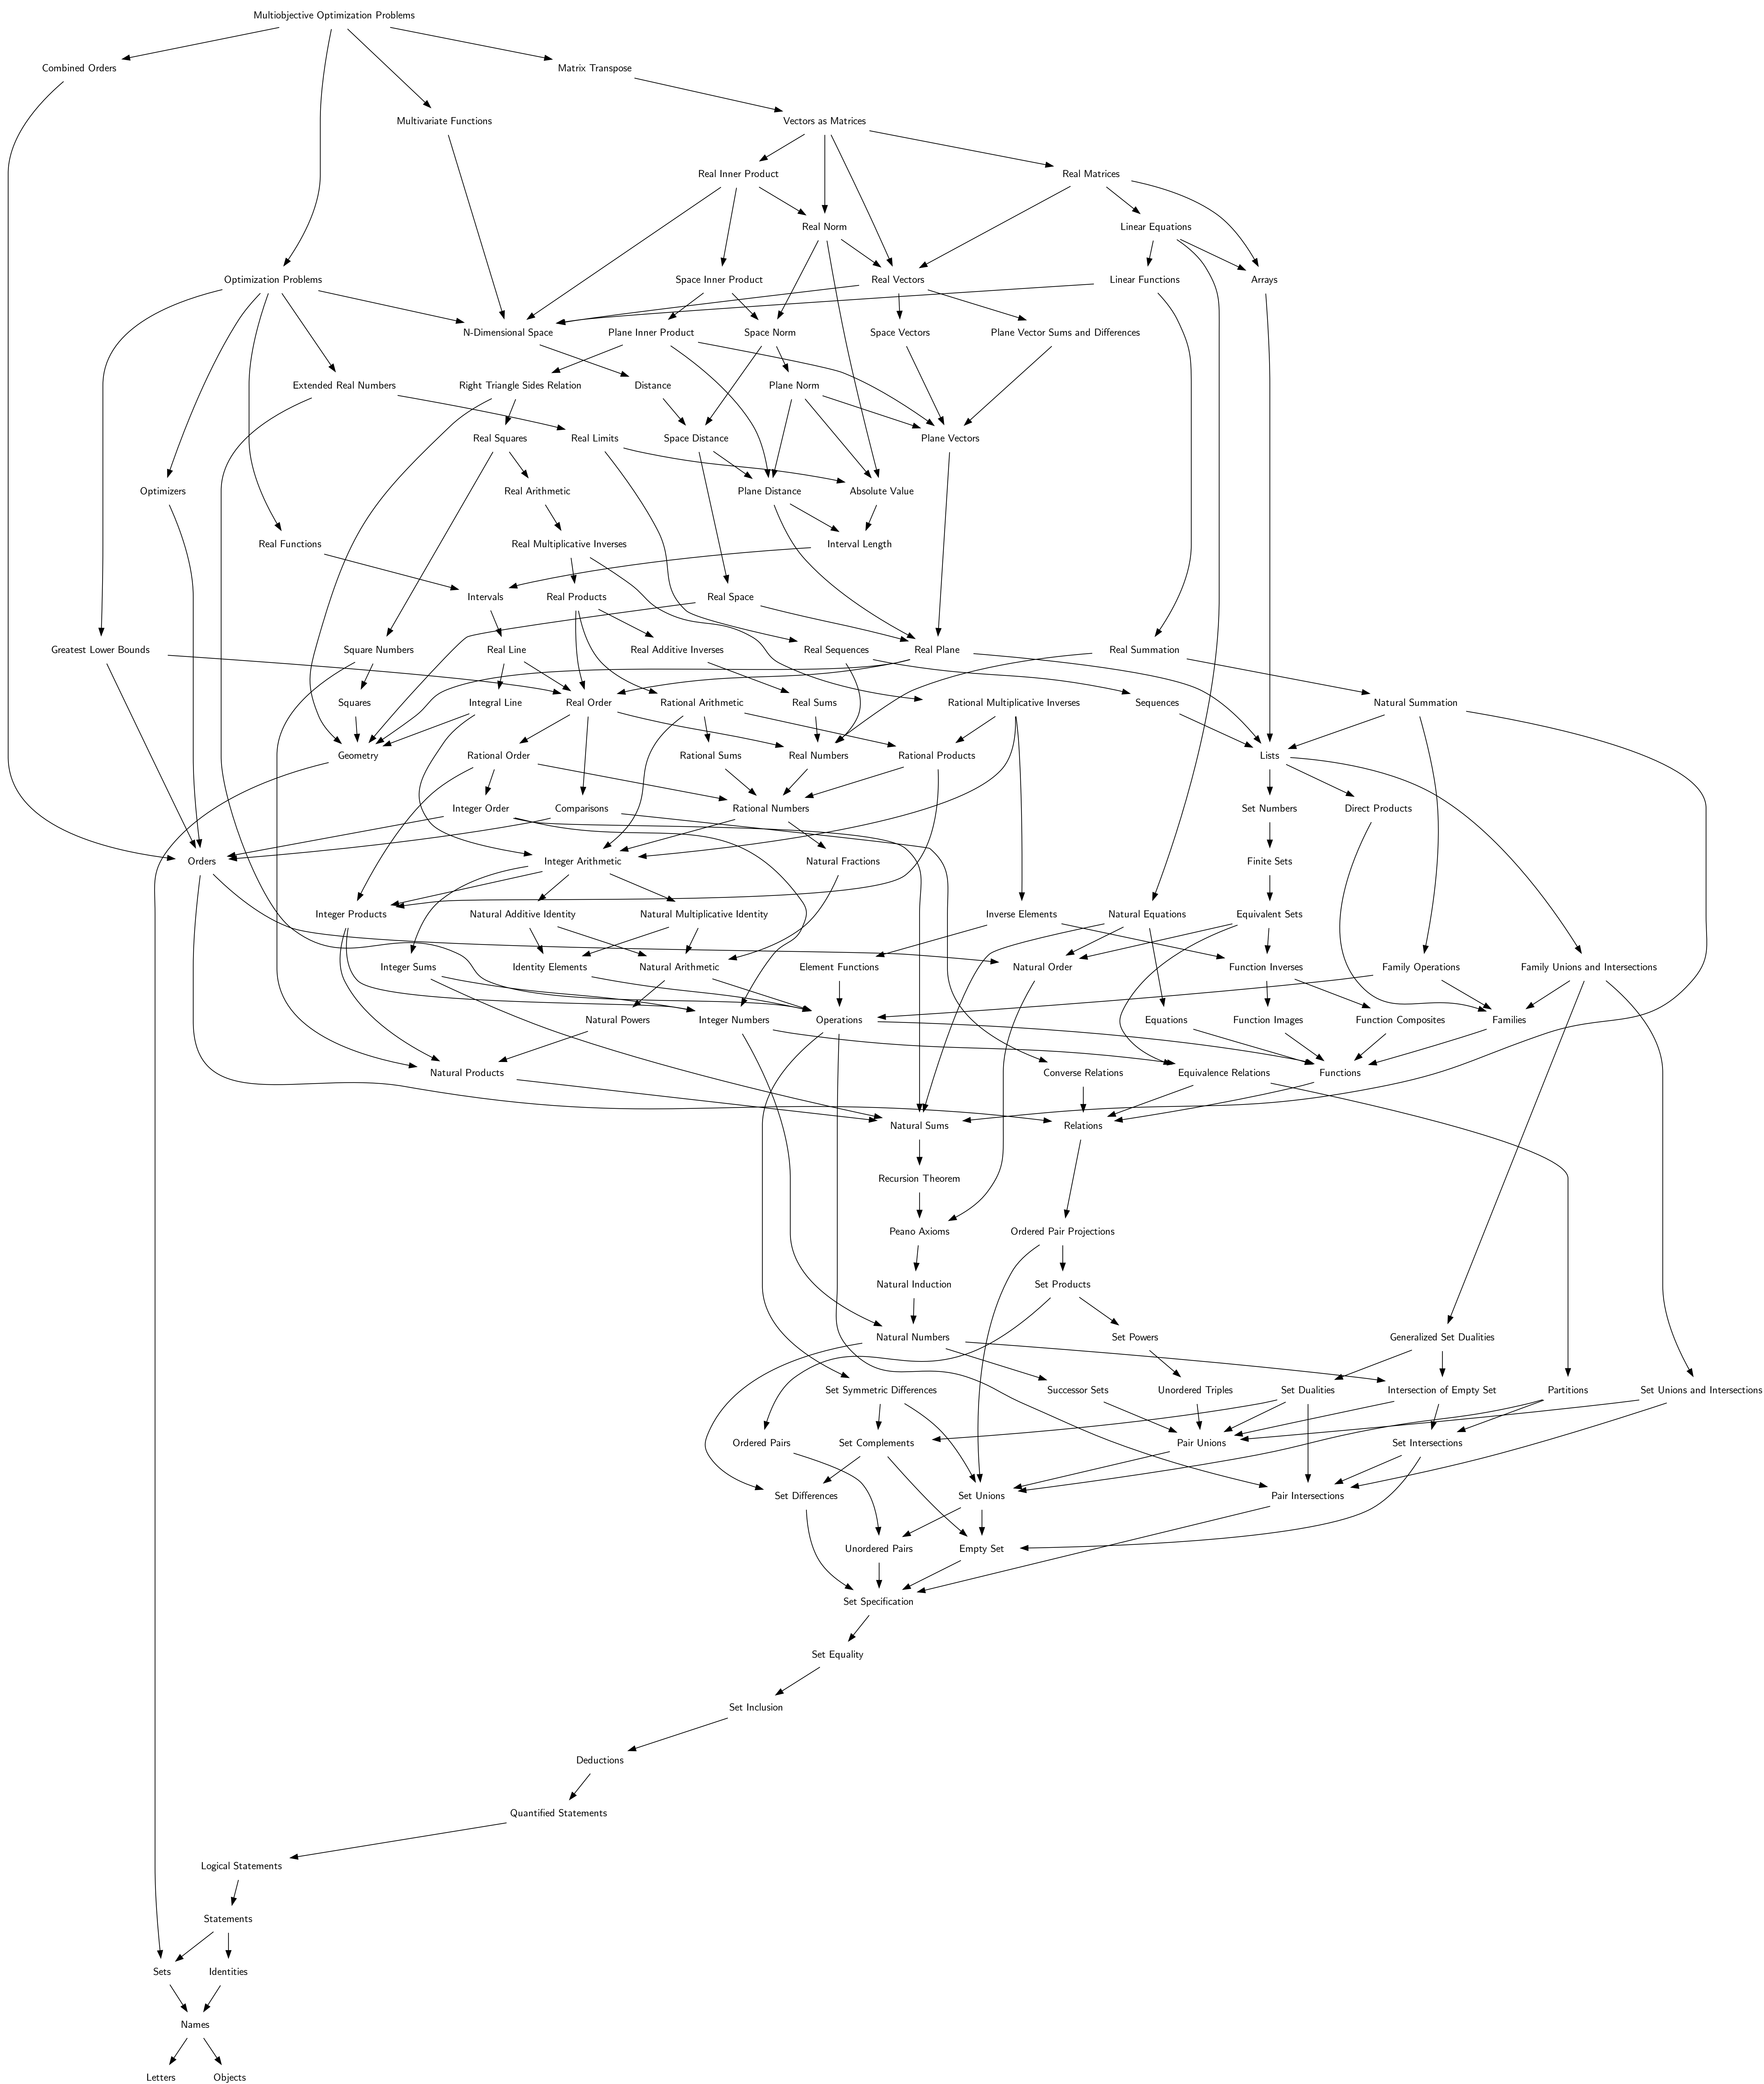 Multiobjective Optimization Problems
Combined Orders
Matrix Transpose
Multivariate Functions
Vectors as Matrices
Real Inner Product
Real Matrices
Real Norm
Linear Equations
Optimization Problems
Space Inner Product
Real Vectors
Linear Functions
Arrays
N-Dimensional Space
Plane Inner Product
Space Norm
Space Vectors
Plane Vector Sums and Differences
Extended Real Numbers
Right Triangle Sides Relation
Distance
Plane Norm
Real Squares
Real Limits
Space Distance
Plane Vectors
Optimizers
Real Arithmetic
Plane Distance
Absolute Value
Real Functions
Real Multiplicative Inverses
Interval Length
Intervals
Real Products
Real Space
Greatest Lower Bounds
Square Numbers
Real Line
Real Additive Inverses
Real Sequences
Real Plane
Real Summation
Squares
Integral Line
Real Order
Rational Arithmetic
Real Sums
Rational Multiplicative Inverses
Sequences
Natural Summation
Geometry
Rational Order
Rational Sums
Real Numbers
Rational Products
Lists
Integer Order
Comparisons
Rational Numbers
Set Numbers
Direct Products
Orders
Integer Arithmetic
Natural Fractions
Finite Sets
Integer Products
Natural Additive Identity
Natural Multiplicative Identity
Inverse Elements
Natural Equations
Equivalent Sets
Integer Sums
Identity Elements
Natural Arithmetic
Element Functions
Natural Order
Function Inverses
Family Operations
Family Unions and Intersections
Natural Powers
Integer Numbers
Operations
Equations
Function Images
Function Composites
Families
Natural Products
Converse Relations
Equivalence Relations
Functions
Natural Sums
Relations
Recursion Theorem
Peano Axioms
Ordered Pair Projections
Natural Induction
Set Products
Natural Numbers
Set Powers
Generalized Set Dualities
Set Symmetric Differences
Successor Sets
Unordered Triples
Set Dualities
Intersection of Empty Set
Partitions
Set Unions and Intersections
Ordered Pairs
Set Complements
Pair Unions
Set Intersections
Set Differences
Set Unions
Pair Intersections
Unordered Pairs
Empty Set
Set Specification
Set Equality
Set Inclusion
Deductions
Quantified Statements
Logical Statements
Statements
Sets
Identities
Names
Letters
Objects